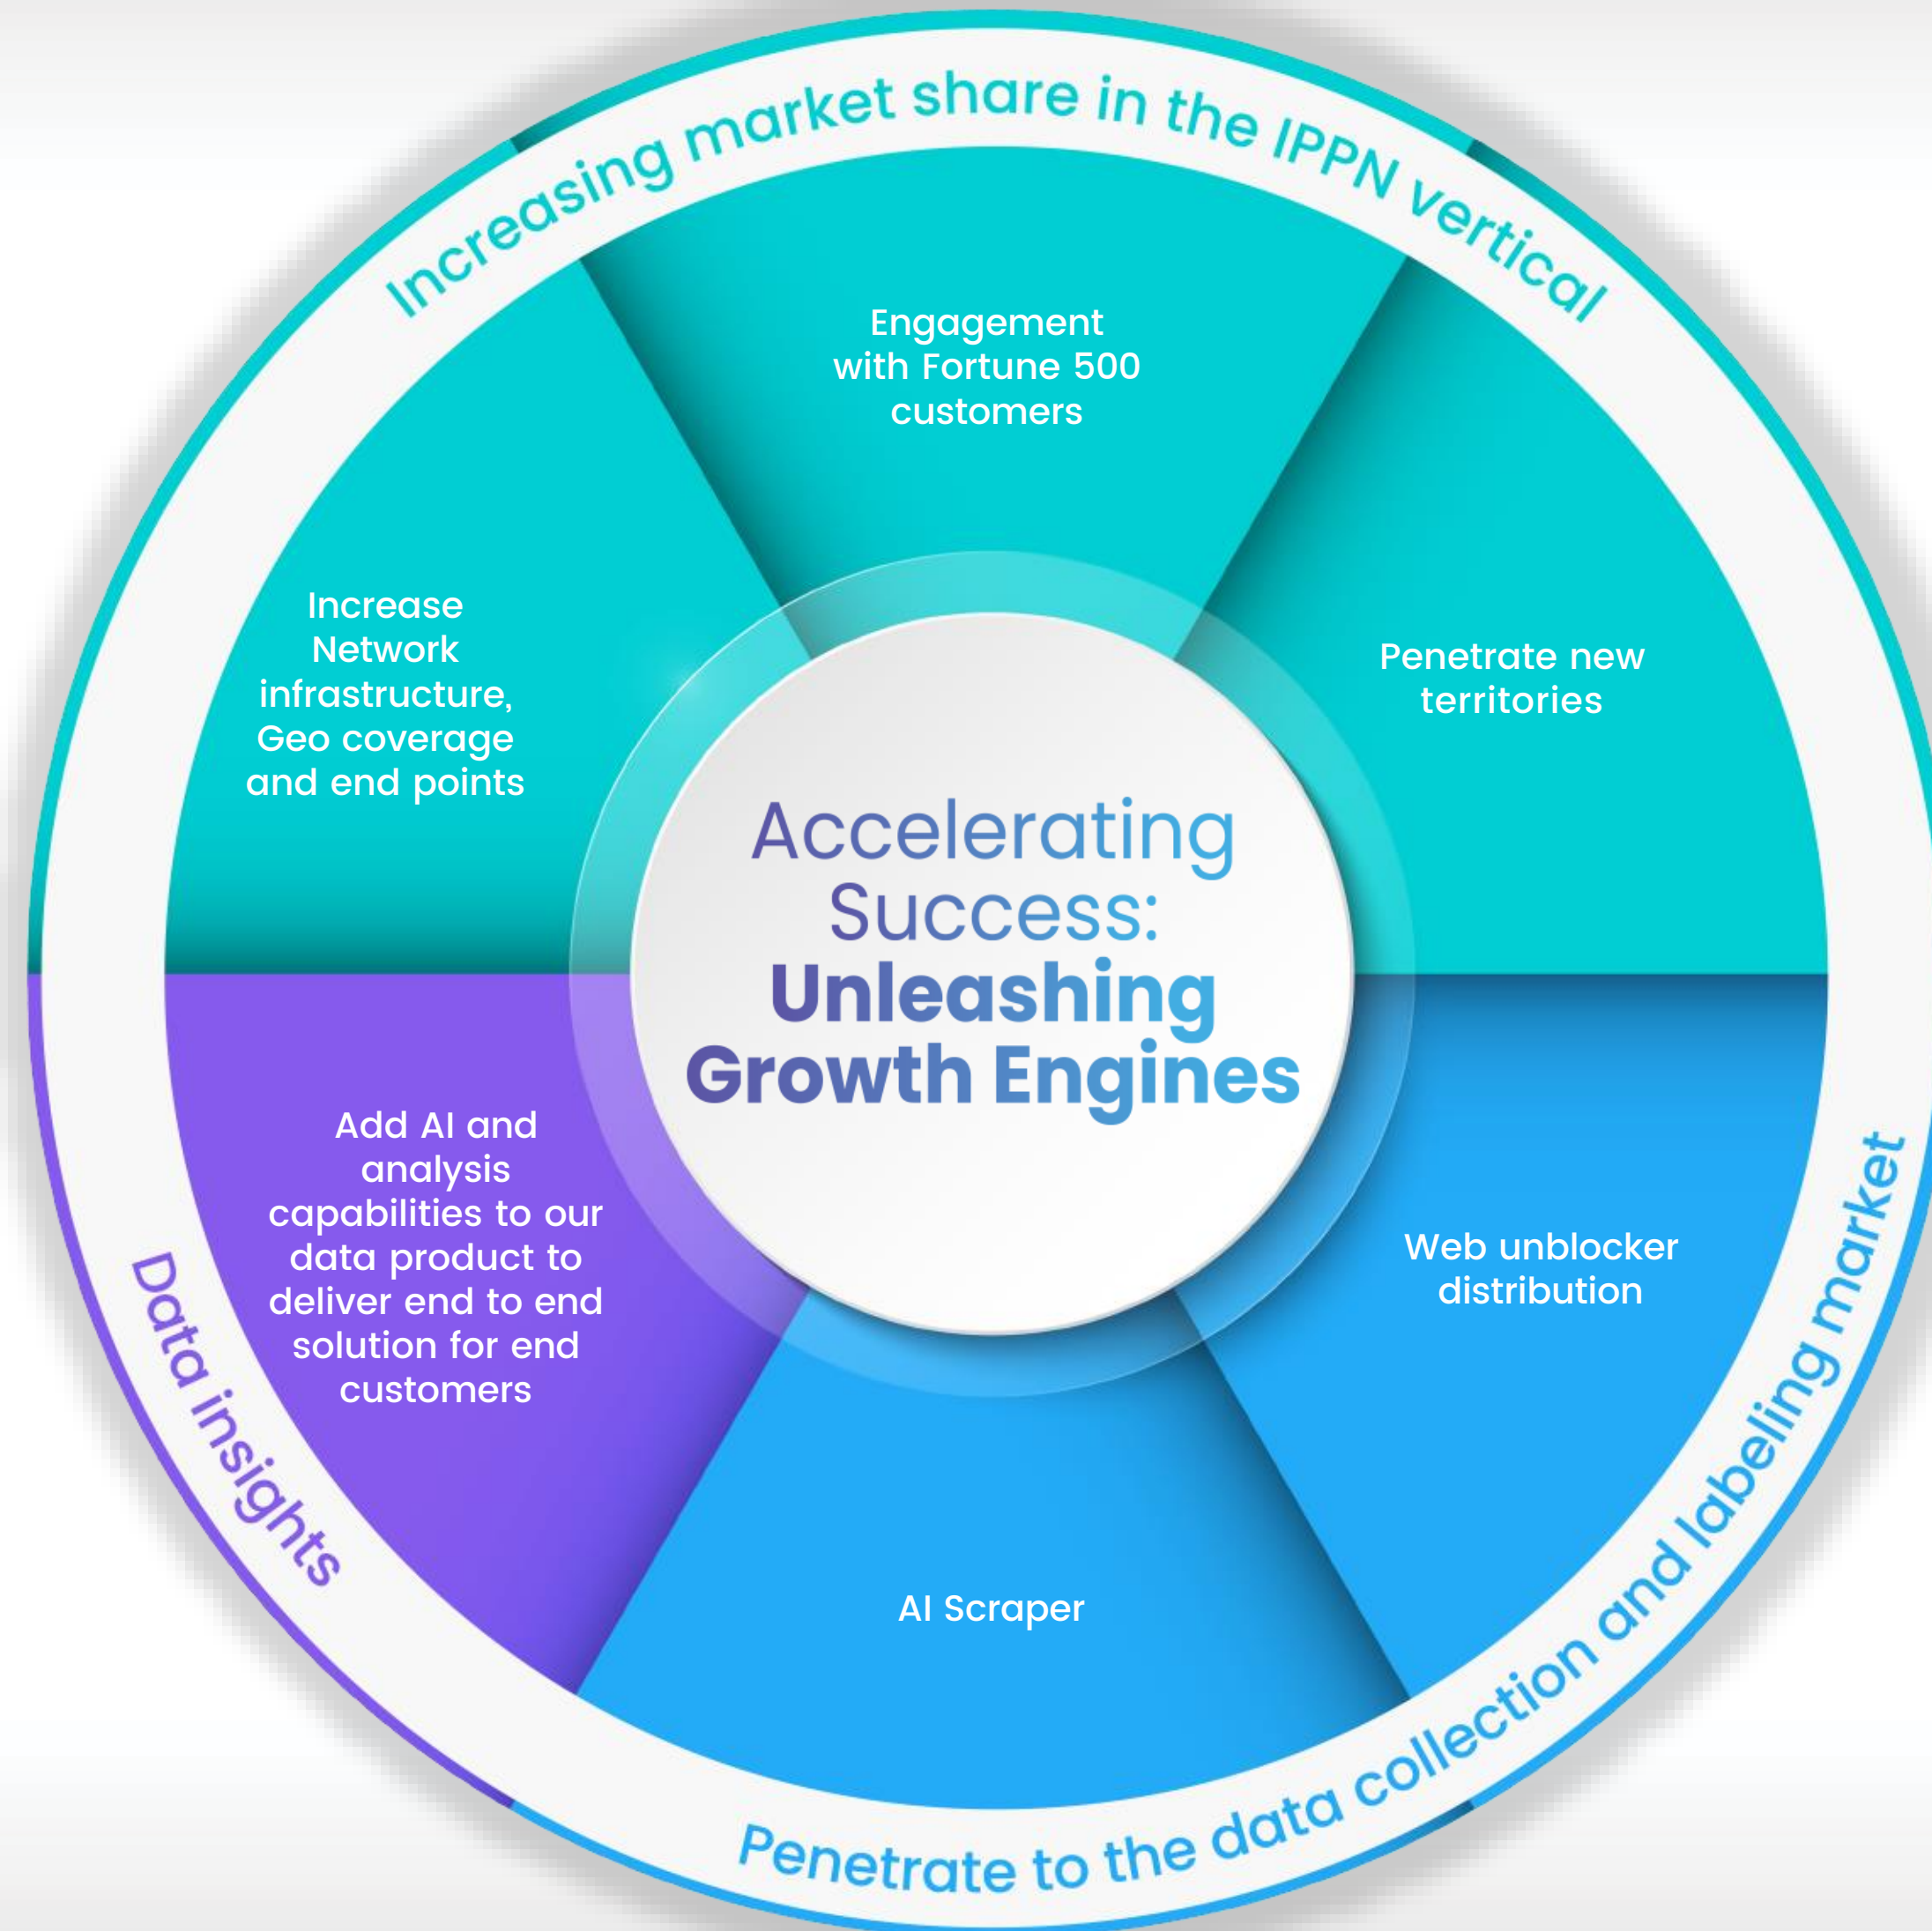 Increasing market share in the IPPN vertical
Engagement
with Fortune 500
customers
Increase
Network
infrastructure,
Geo coverage
and end points
Penetrate new
territories
Accelerating
Success:
Unleashing
Growth Engines
Add AI and
analysis
capabilities to our
data product to
deliver end to end
solution for end
customers
Web unblocker
distribution
AI Scraper
Data insights
Penetrate to the data collection and labeling market